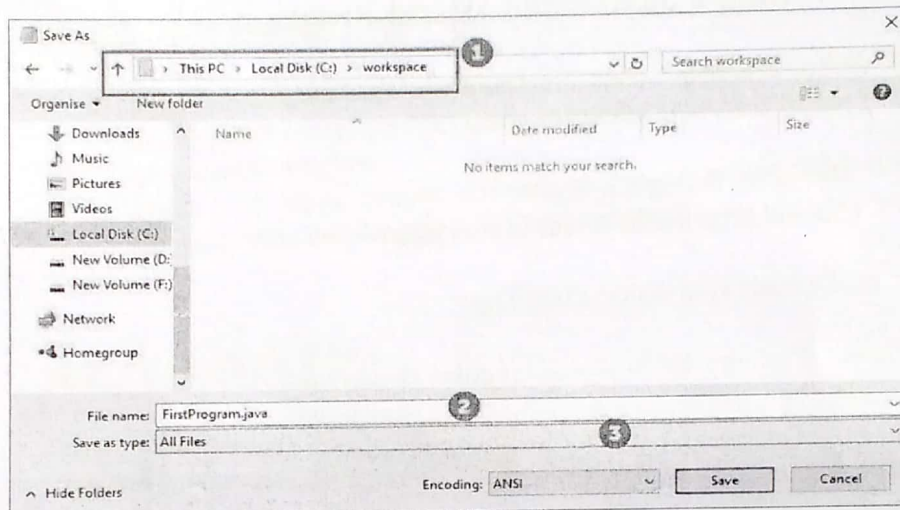 Save As
1
This PC › Local Disk (C:) › workspace
Search workspace
Organise
New folder
Downloads
Music
Pictures
Videos
Local Disk (C:)
New Volume (D:
New Volume (F:)
Network
Homegroup
Name
Date modified
Type
Size
No items match your search.
File name: FirstProgram.java
2
Save as type: All Files
3
Hide Folders
Encoding: ANSI
Save
Cancel